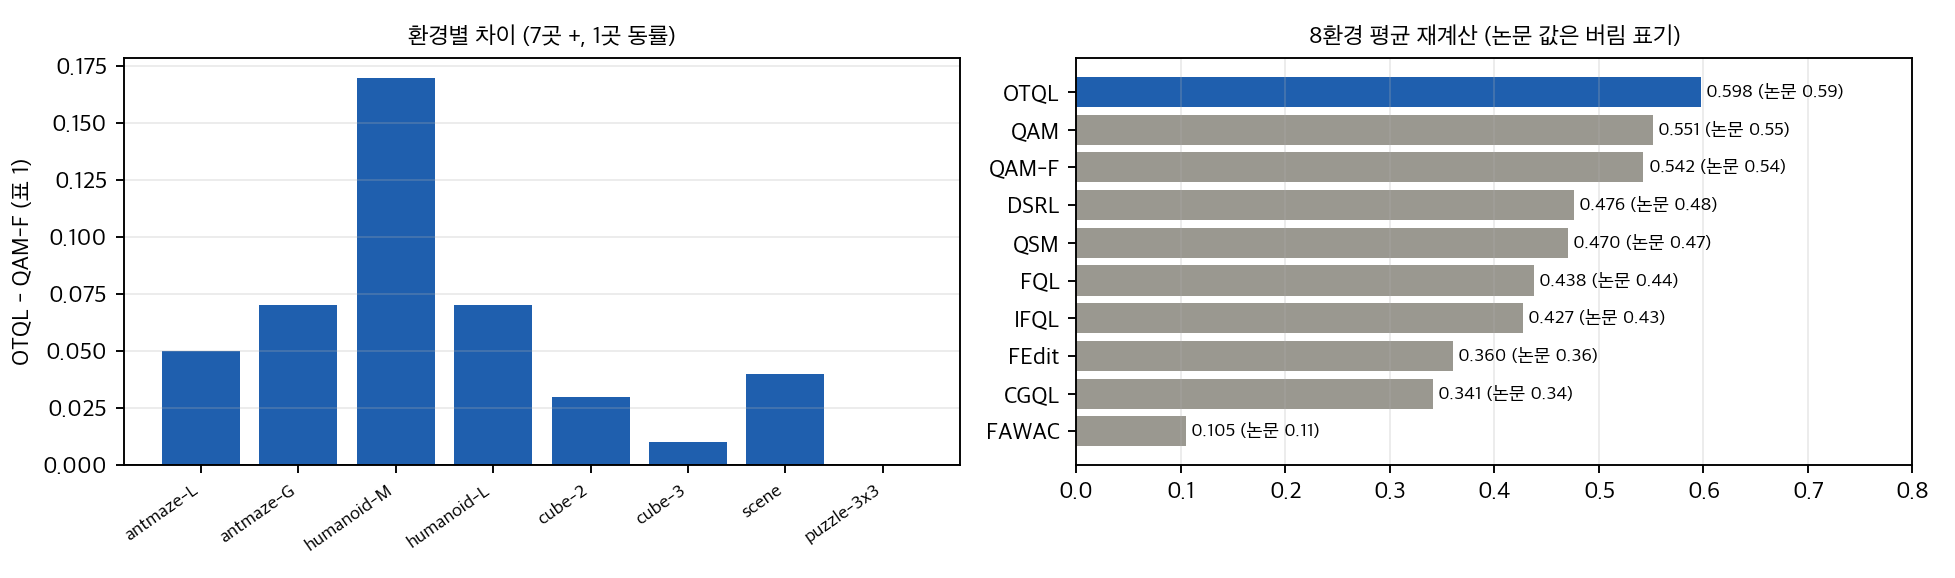 환경별 차이 (7곳 +, 1곳 동률)
OTQL - QAM-F (표 1)
0.175
0.150
0.125
0.100
0.075
0.050
0.025
0.000
antmaze-L
antmaze-G
humanoid-M
humanoid-L
cube-2
cube-3
scene
puzzle-3x3
8환경 평균 재계산 (논문 값은 버림 표기)
OTQL 0.598 (논문 0.59)
QAM 0.551 (논문 0.55)
QAM-F 0.542 (논문 0.54)
DSRL 0.476 (논문 0.48)
QSM 0.470 (논문 0.47)
FQL 0.438 (논문 0.44)
IFQL 0.427 (논문 0.43)
FEdit 0.360 (논문 0.36)
CGQL 0.341 (논문 0.34)
FAWAC 0.105 (논문 0.11)
0.0 0.1 0.2 0.3 0.4 0.5 0.6 0.7 0.8